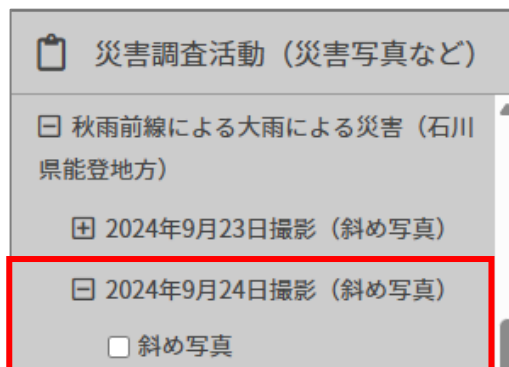 災害調査活動（災害写真など）
秋雨前線による大雨による災害（石川
県能登地方）
2024年9月23日撮影（斜め写真）
2024年9月24日撮影（斜め写真）
斜め写真